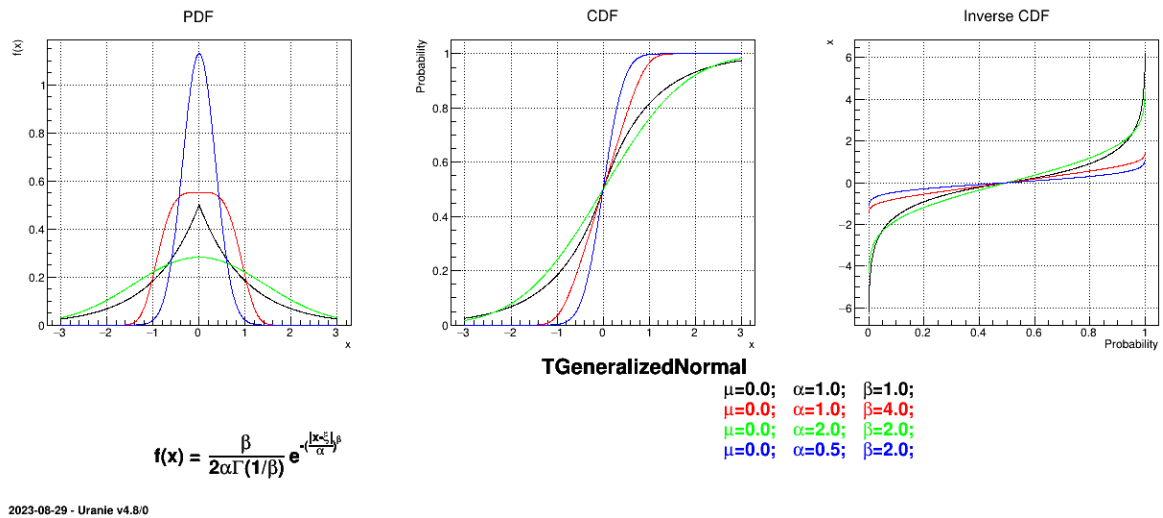 PDF
f(x)
1
0.8
0.6
0.4
0.2
0
−3 −2 −1 0 1 2 3
x
CDF
Probability
1
0.8
0.6
0.4
0.2
0
−3 −2 −1 0 1 2 3
x
Inverse CDF
x
6
4
2
0
−2
−4
−6
0 0.2 0.4 0.6 0.8 1
Probability
TGeneralizedNormal
μ=0.0; α=1.0; β=1.0;
μ=0.0; α=1.0; β=4.0;
μ=0.0; α=2.0; β=2.0;
μ=0.0; α=0.5; β=2.0;
f(x) = β / 2αΓ(1/β) e^-(|x-ξ|/α)^β
2023-08-29 - Uranie v4.8/0